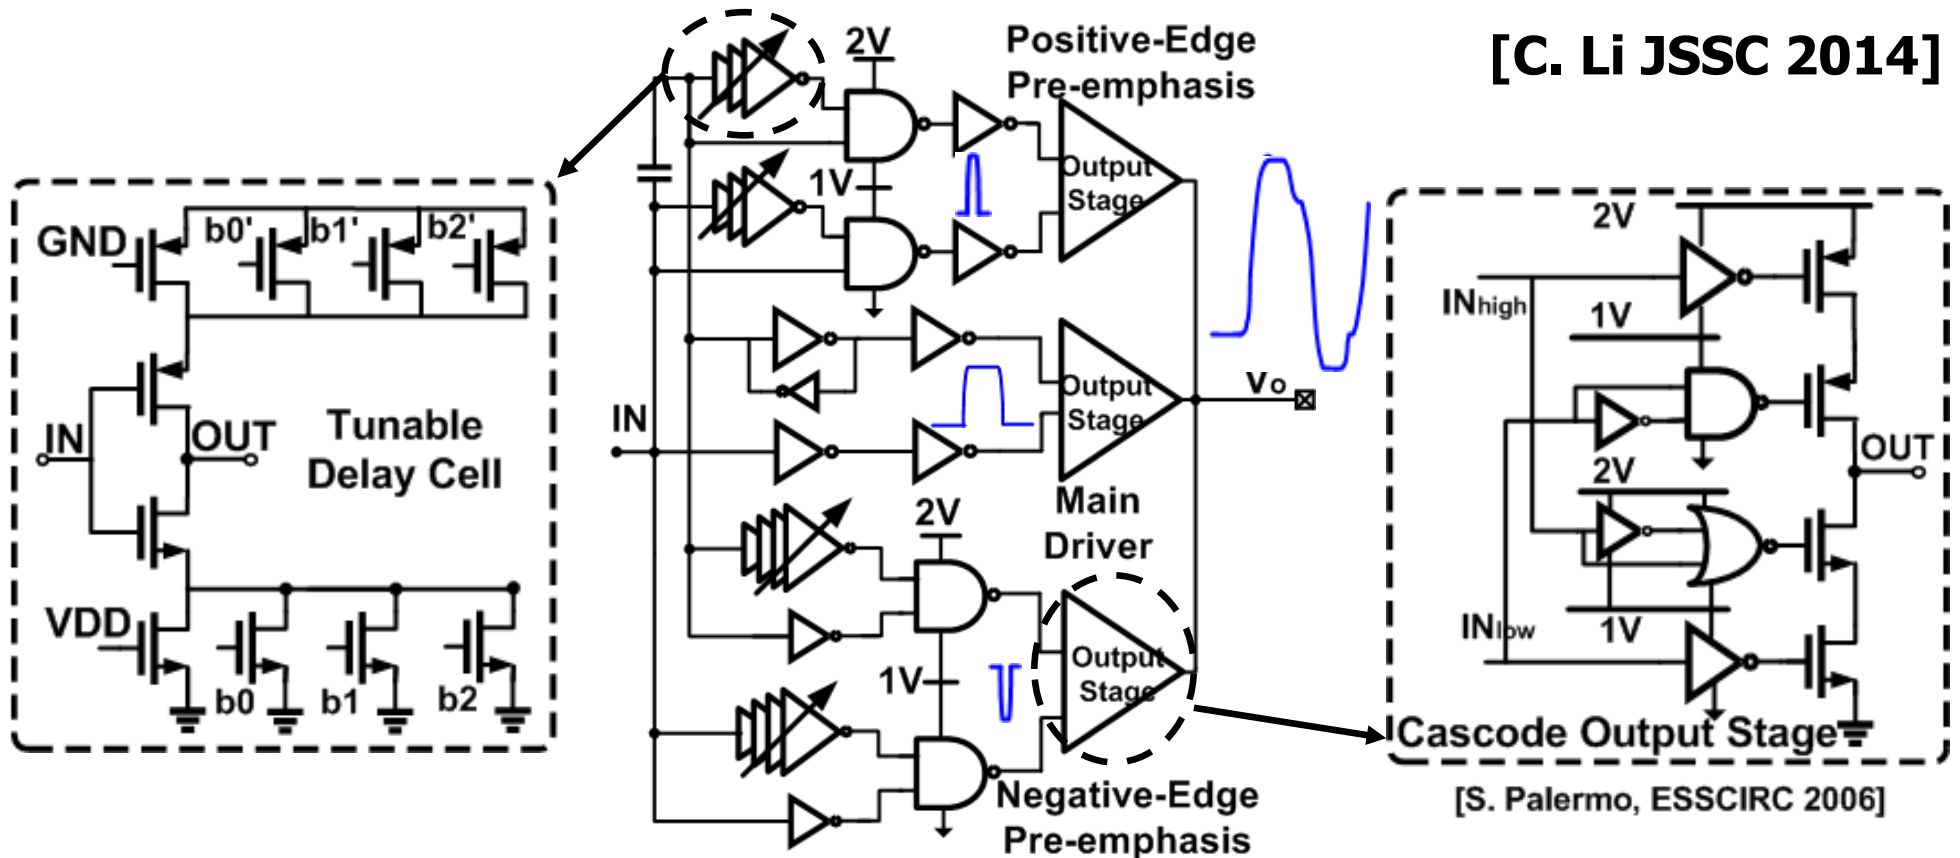 [C. Li JSSC 2014]
Positive-Edge
Pre-emphasis
2V
1V
Output
Stage
GND
b0'
b1'
b2'
IN
OUT
Tunable
Delay Cell
VDD
b0
b1
b2
IN
Output
Stage
vo
Main
Driver
2V
1V
Output
Stage
Negative-Edge
Pre-emphasis
2V
INhigh
1V
OUT
2V
INlow
1V
Cascode Output Stage
[S. Palermo, ESSCIRC 2006]